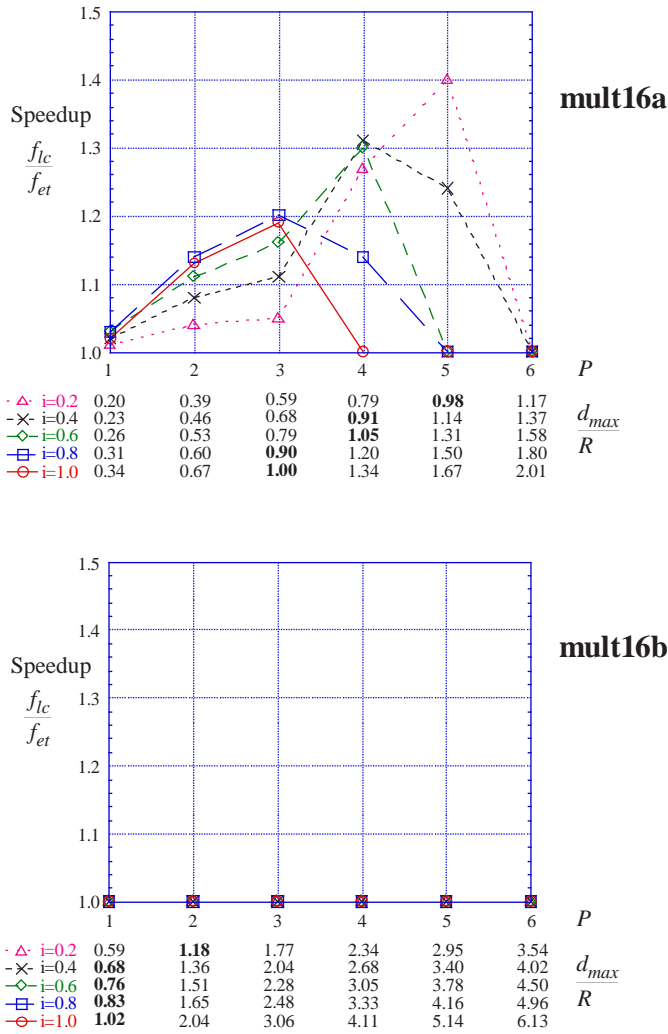 1.5
1.4
mult16a
Speedup
f_lc
f_et
1.3
1.2
1.1
1.0
1 2 3 4 5 6 P
i=0.2 0.20 0.39 0.59 0.79 0.98 1.17
i=0.4 0.23 0.46 0.68 0.91 1.14 1.37
i=0.6 0.26 0.53 0.79 1.05 1.31 1.58
i=0.8 0.31 0.60 0.90 1.20 1.50 1.80
i=1.0 0.34 0.67 1.00 1.34 1.67 2.01
d_max
R
1.5
1.4
mult16b
Speedup
f_lc
f_et
1.3
1.2
1.1
1.0
1 2 3 4 5 6 P
i=0.2 0.59 1.18 1.77 2.34 2.95 3.54
i=0.4 0.68 1.36 2.04 2.68 3.40 4.02
i=0.6 0.76 1.51 2.28 3.05 3.78 4.50
i=0.8 0.83 1.65 2.48 3.33 4.16 4.96
i=1.0 1.02 2.04 3.06 4.11 5.14 6.13
d_max
R